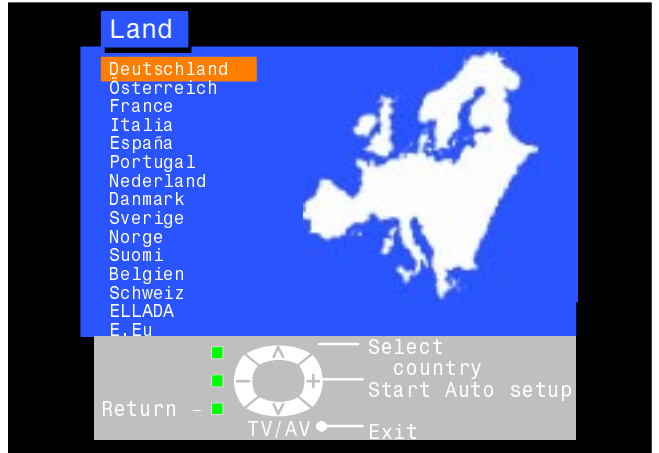 Land
Deutschland
Österreich
France
Italia
España
Portugal
Nederland
Danmark
Sverige
Norge
Suomi
Belgien
Schweiz
ELLADA
E.Eu
Select
country
Start Auto setup
Return –
TV/AV
Exit